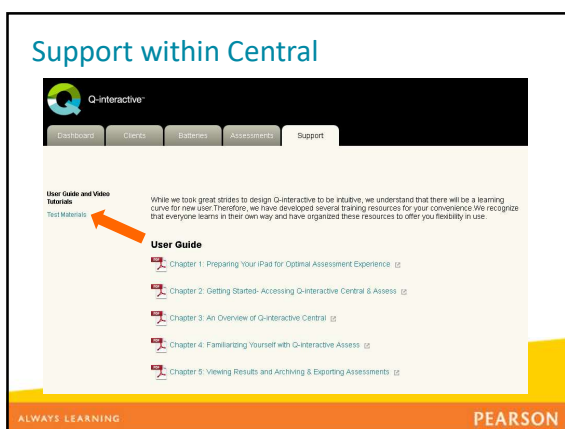 Support within Central
Q-interactive™
Dashboard
Clients
Batteries
Assessments
Support
User Guide and Video
Tutorials
Test Materials
While we took great strides to design Q-interactive to be intuitive, we understand that there will be a learning
curve for new user.Therefore, we have developed several training resources for your convenience.We recognize
that everyone learns in their own way and have organized these resources to offer you flexibility in use.
User Guide
PDF Chapter 1: Preparing Your iPad for Optimal Assessment Experience
PDF Chapter 2: Getting Started- Accessing Q-interactive Central & Assess
PDF Chapter 3: An Overview of Q-interactive Central
PDF Chapter 4: Familiarizing Yourself with Q-interactive Assess
PDF Chapter 5: Viewing Results and Archiving & Exporting Assessments
ALWAYS LEARNING
PEARSON